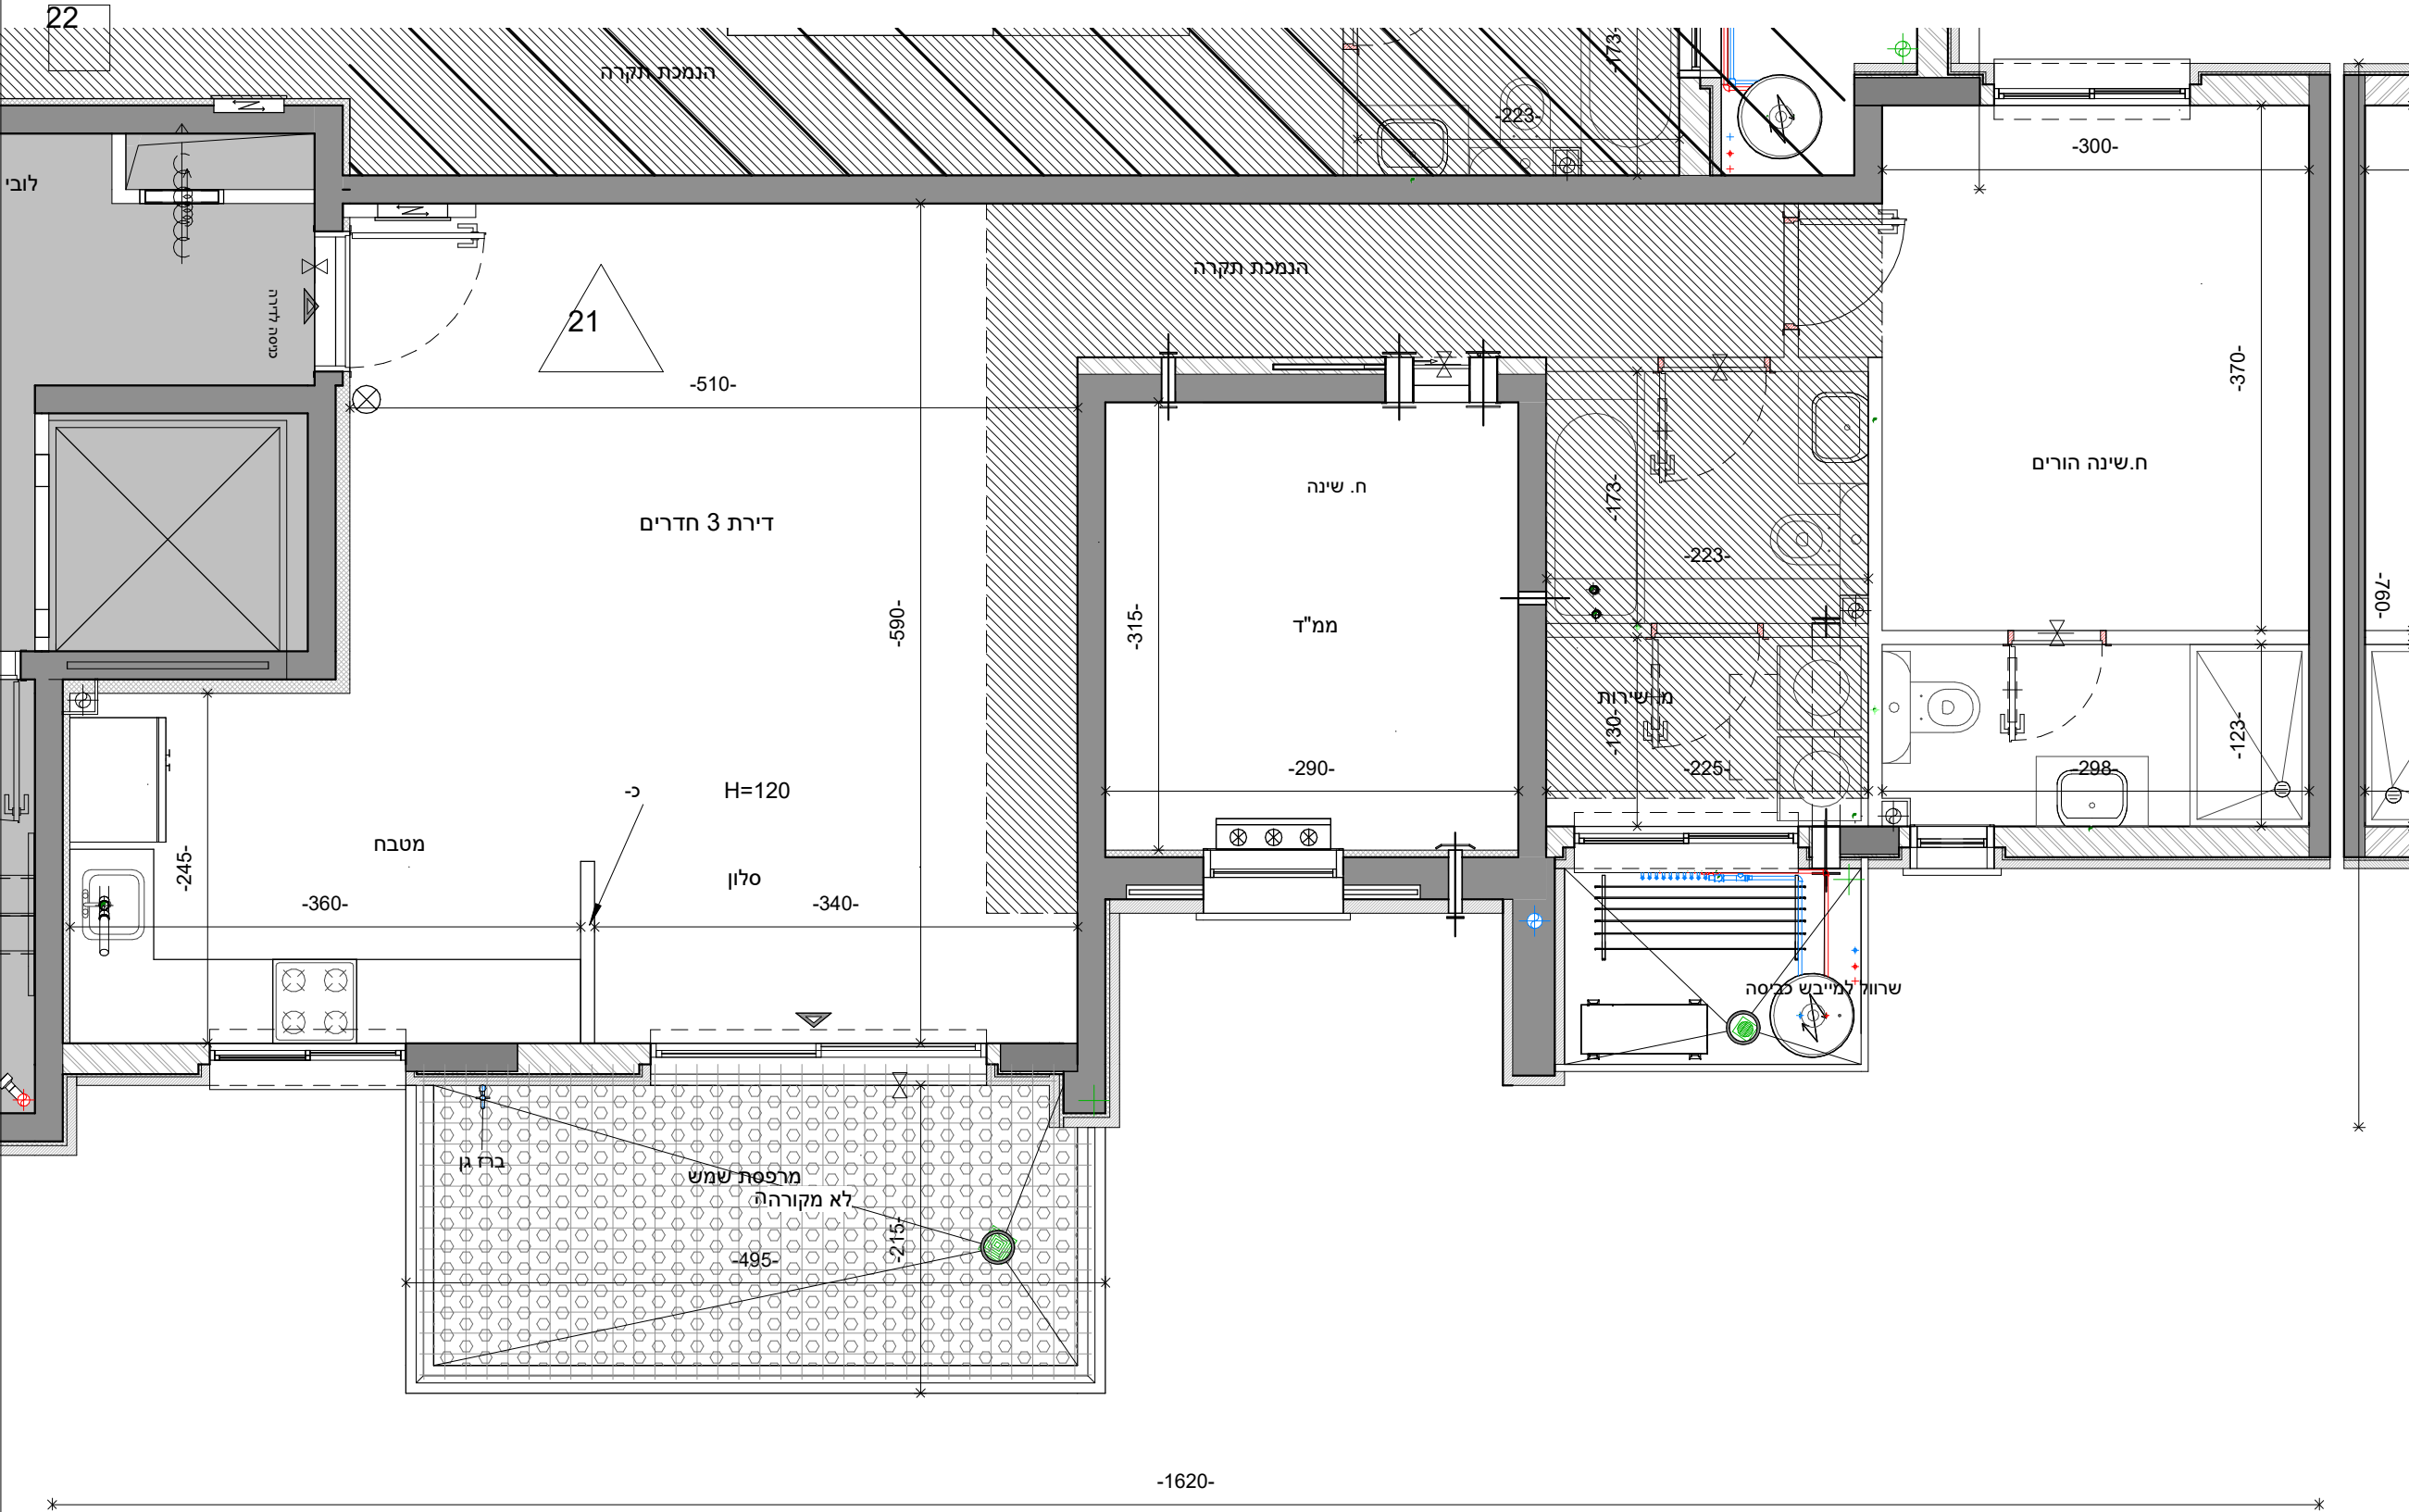 22
הנמכת תקרה
-173-
-223-
לובי
-300-
כניסה לדירה
21
הנמכת תקרה
-510-
-370-
ח.שינה הורים
ח. שינה
-173-
דירת 3 חדרים
-223-
-590-
-315-
ממ"ד
-760-
מ. שירות
-130-
-123-
-290-
-225-
-298-
כ-
H=120
מטבח
-245-
סלון
-360-
-340-
שרוול למייבש כביסה
ברז גן
מרפסת שמש
לא מקורה
-215-
-495-
-1620-